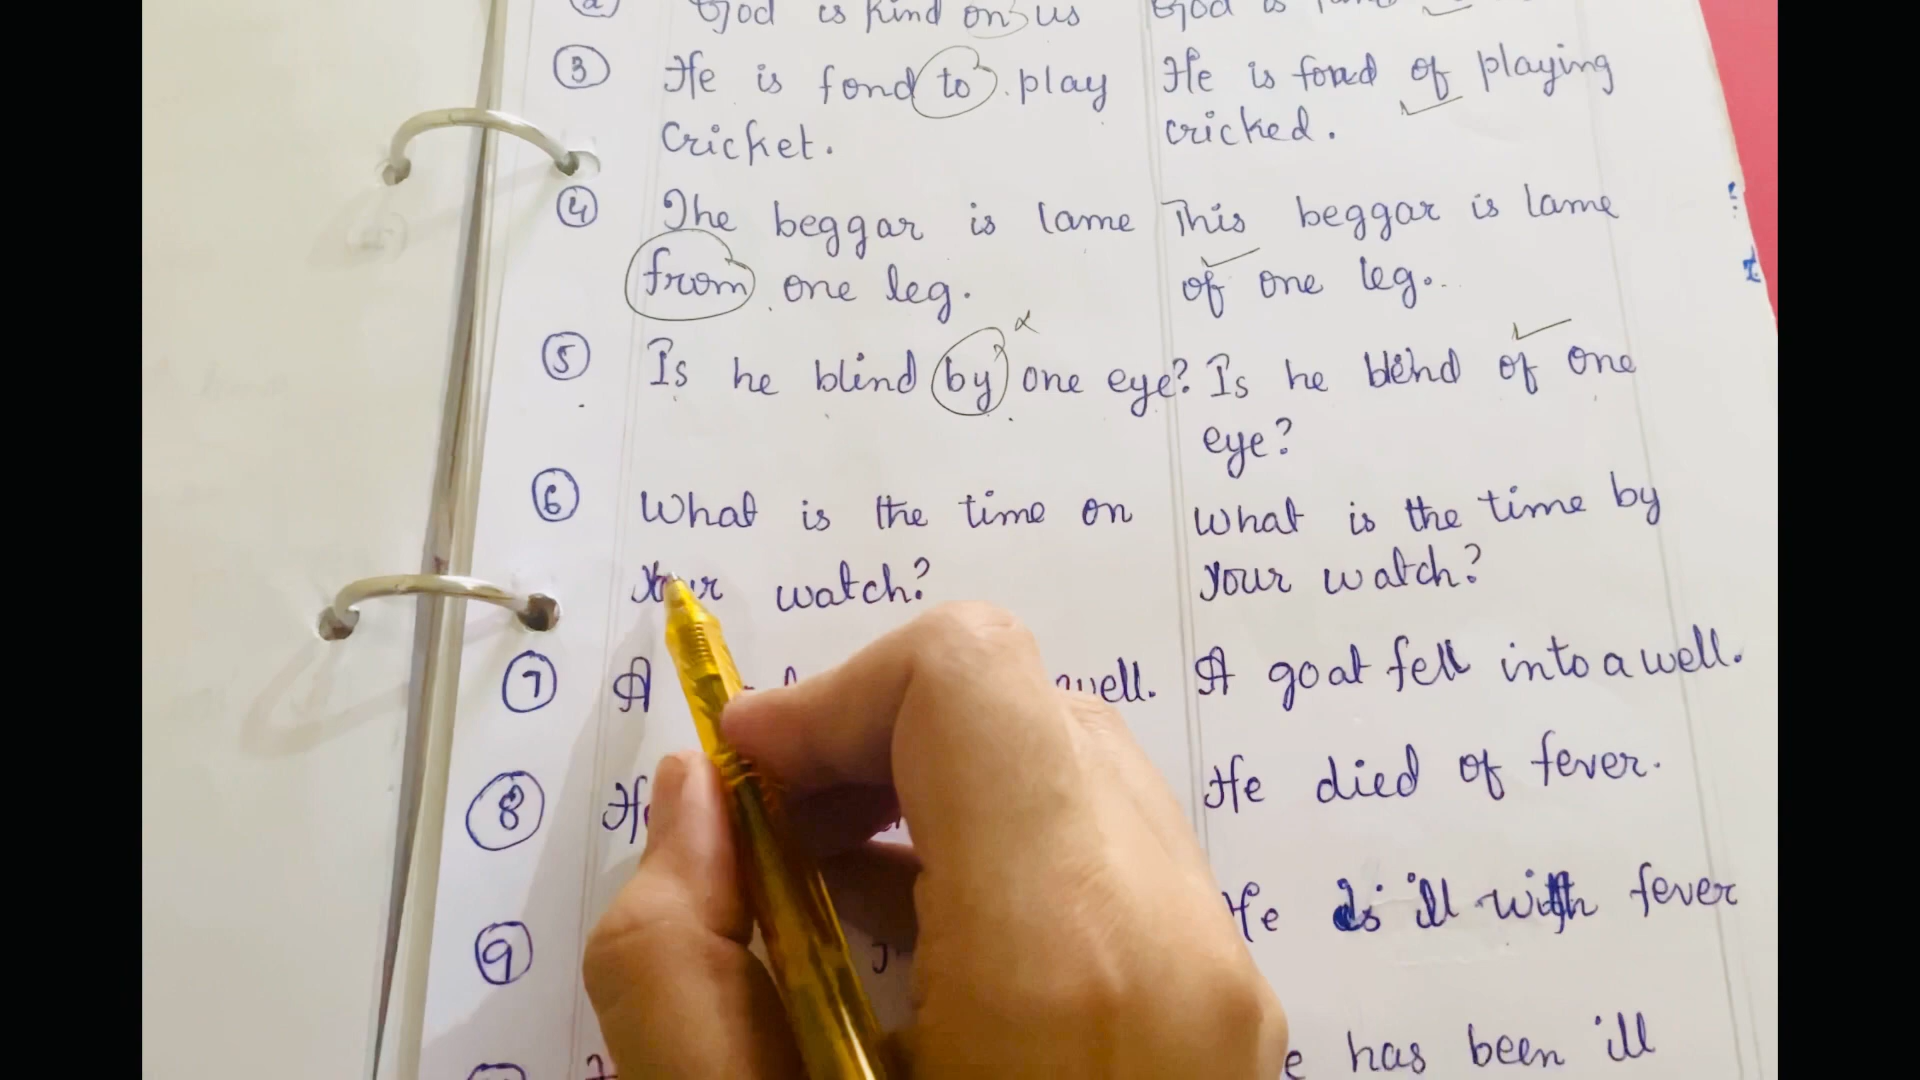 God is kind on us
God is
3 He is fond to play
Cricket.
He is fond of playing
cricked.
4 The beggar is lame
from one leg.
This beggar is lame
of one leg.
5 Is he blind by one eye?
Is he blind of one
eye?
6 What is the time on
your watch?
What is the time by
your watch?
7 A well.
A goat fell into a well.
8 He
He died of fever.
9
He is ill with fever
has been ill